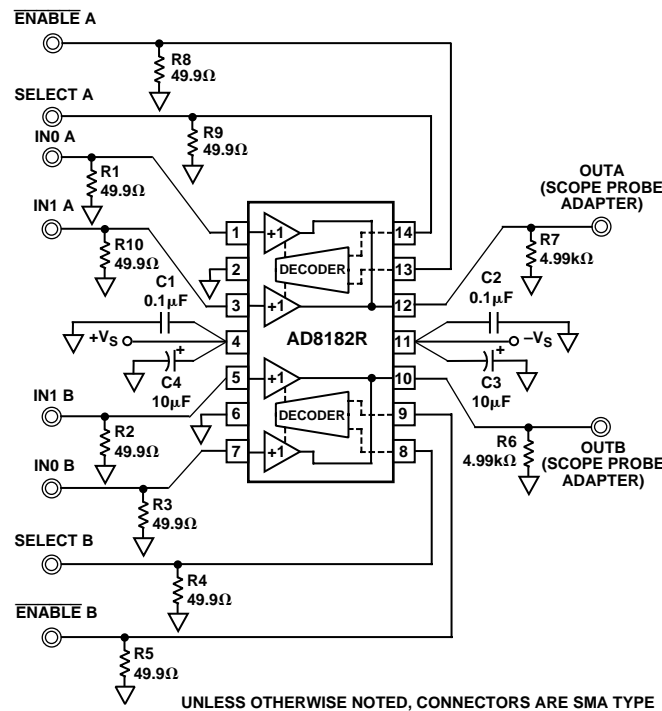 ENABLE A
R8
49.9Ω
SELECT A
R9
49.9Ω
IN0 A
R1
49.9Ω
IN1 A
R10
49.9Ω
OUTA
(SCOPE PROBE
ADAPTER)
R7
4.99kΩ
1
+1
14
2
DECODER
13
3
+1
12
C1
0.1μF
C2
0.1μF
+VS
4
AD8182R
11
–VS
+
C4
10μF
+
C3
10μF
5
+1
10
IN1 B
R2
49.9Ω
6
DECODER
9
7
+1
8
R6
4.99kΩ
OUTB
(SCOPE PROBE
ADAPTER)
IN0 B
R3
49.9Ω
SELECT B
R4
49.9Ω
ENABLE B
R5
49.9Ω
UNLESS OTHERWISE NOTED, CONNECTORS ARE SMA TYPE